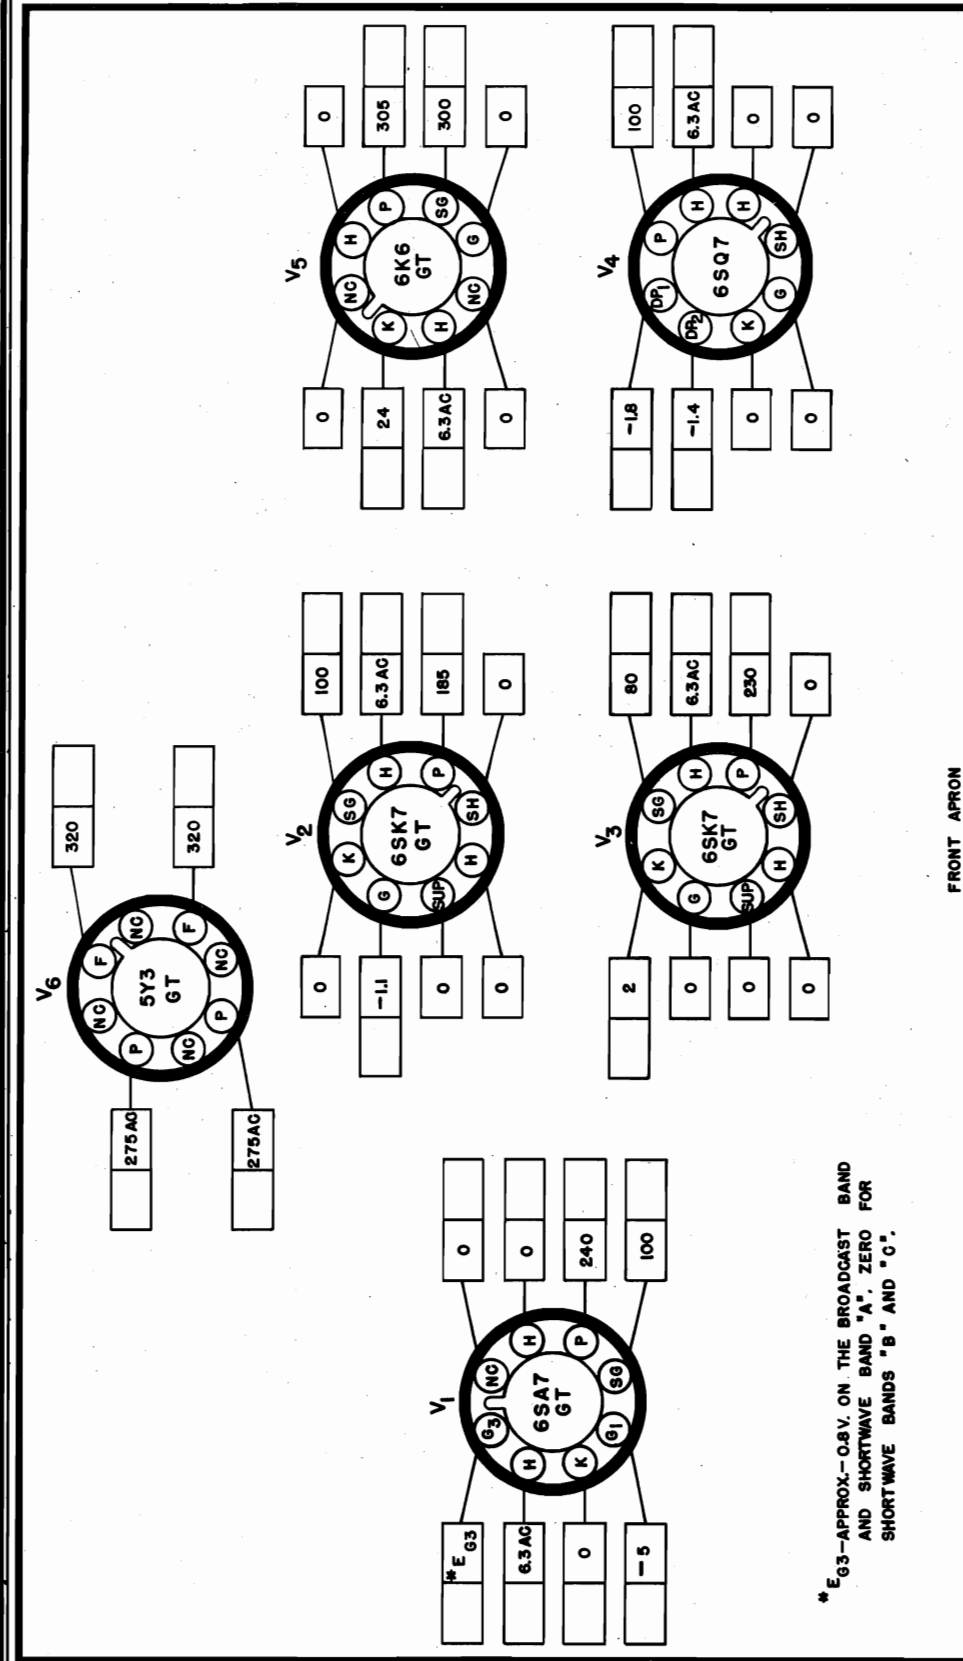 V6
320
320
F
NC
NC
F
5Y3
GT
P
NC
NC
P
275AC
275AC
V5
0
305
300
0
H
P
SG
G
6K6
GT
NC
K
H
NC
0
24
6.3AC
0
V2
100
6.3AC
185
0
SG
H
P
SH
6SK7
GT
K
G
SUP
H
0
-1.1
0
0
V4
100
6.3AC
0
0
P
H
H
SH
6SQ7
DP1
DP2
K
G
-1.8
-1.4
0
0
V3
80
6.3AC
230
0
SG
H
P
SH
6SK7
GT
K
G
SUP
H
2
0
0
0
V1
0
0
240
100
NC
H
P
SG
6SA7
GT
G3
H
K
G1
*E G3
6.3AC
0
-5
*EG3-APPROX.-0.8V. ON THE BROADCAST BAND
AND SHORTWAVE BAND "A", ZERO FOR
SHORTWAVE BANDS "B" AND "C".
FRONT APRON